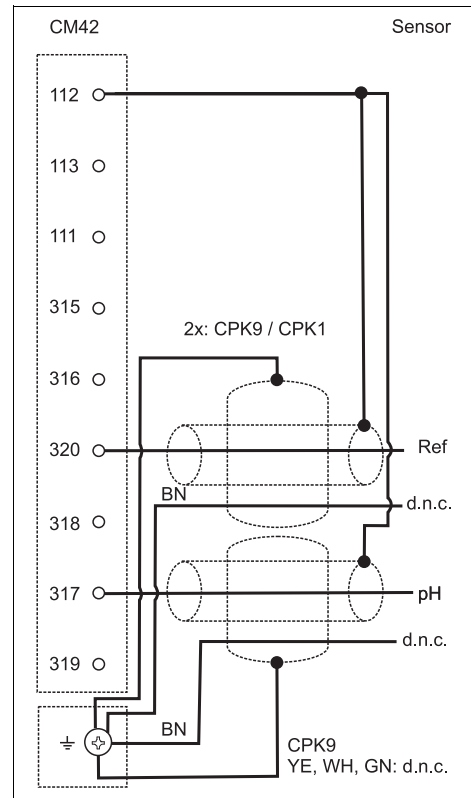 CM42 Sensor
112
113
111
315
2x: CPK9 / CPK1
316
320 Ref
BN
d.n.c.
318
317 pH
d.n.c.
319
BN
CPK9
YE, WH, GN: d.n.c.